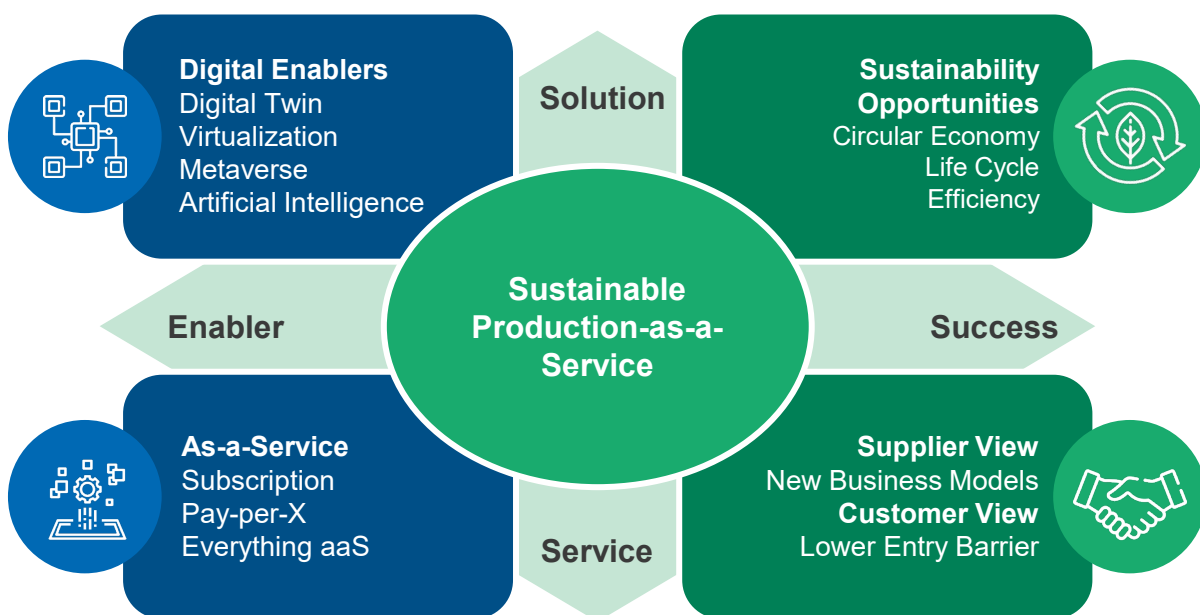 Digital Enablers
Digital Twin
Virtualization
Metaverse
Artificial Intelligence
Solution
Sustainability
Opportunities
Circular Economy
Life Cycle
Efficiency
Enabler
Sustainable
Production-as-a-
Service
Success
As-a-Service
Subscription
Pay-per-X
Everything aaS
Service
Supplier View
New Business Models
Customer View
Lower Entry Barrier